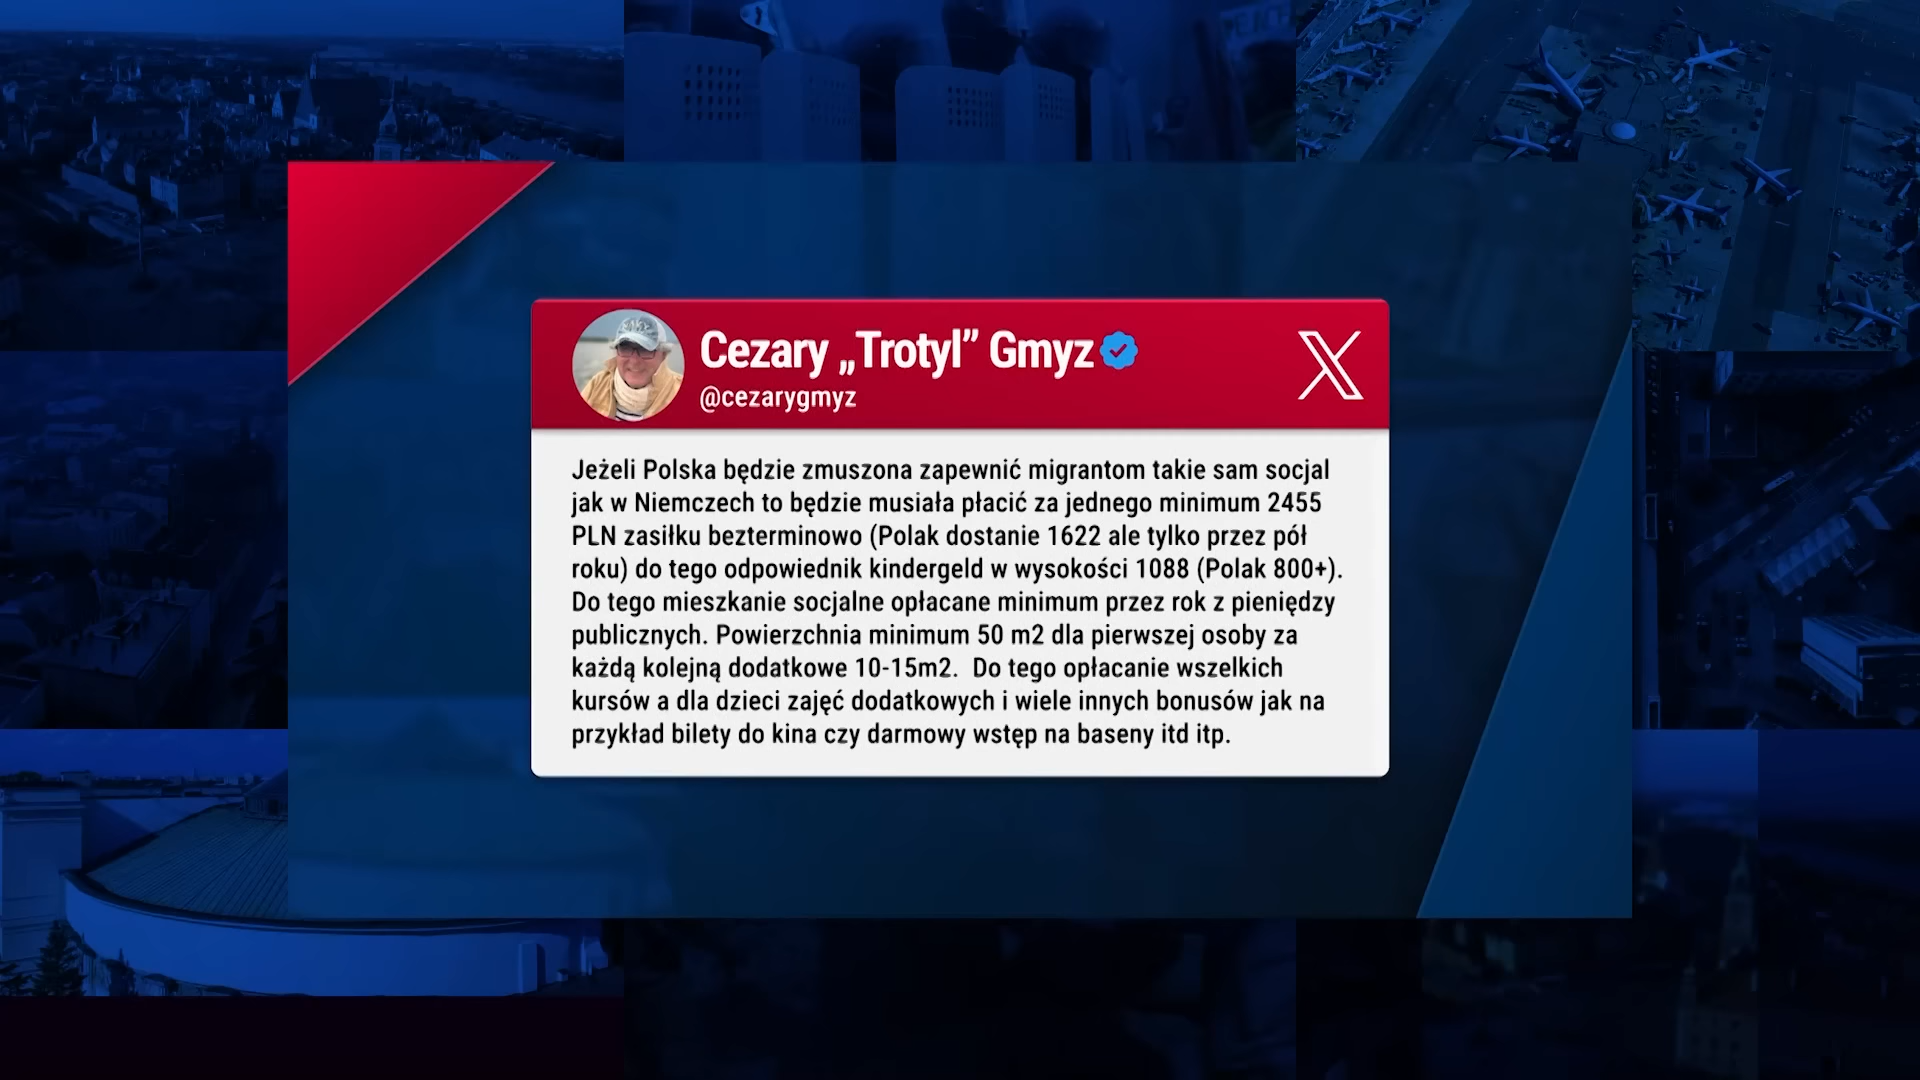 Cezary „Trotyl” Gmyz
@cezarygmyz
Jeżeli Polska będzie zmuszona zapewnić migrantom takie sam socjal
jak w Niemczech to będzie musiała płacić za jednego minimum 2455
PLN zasiłku bezterminowo (Polak dostanie 1622 ale tylko przez pół
roku) do tego odpowiednik kindergeld w wysokości 1088 (Polak 800+).
Do tego mieszkanie socjalne opłacane minimum przez rok z pieniędzy
publicznych. Powierzchnia minimum 50 m2 dla pierwszej osoby za
każdą kolejną dodatkowe 10-15m2.  Do tego opłacanie wszelkich
kursów a dla dzieci zajęć dodatkowych i wiele innych bonusów jak na
przykład bilety do kina czy darmowy wstęp na baseny itd itp.